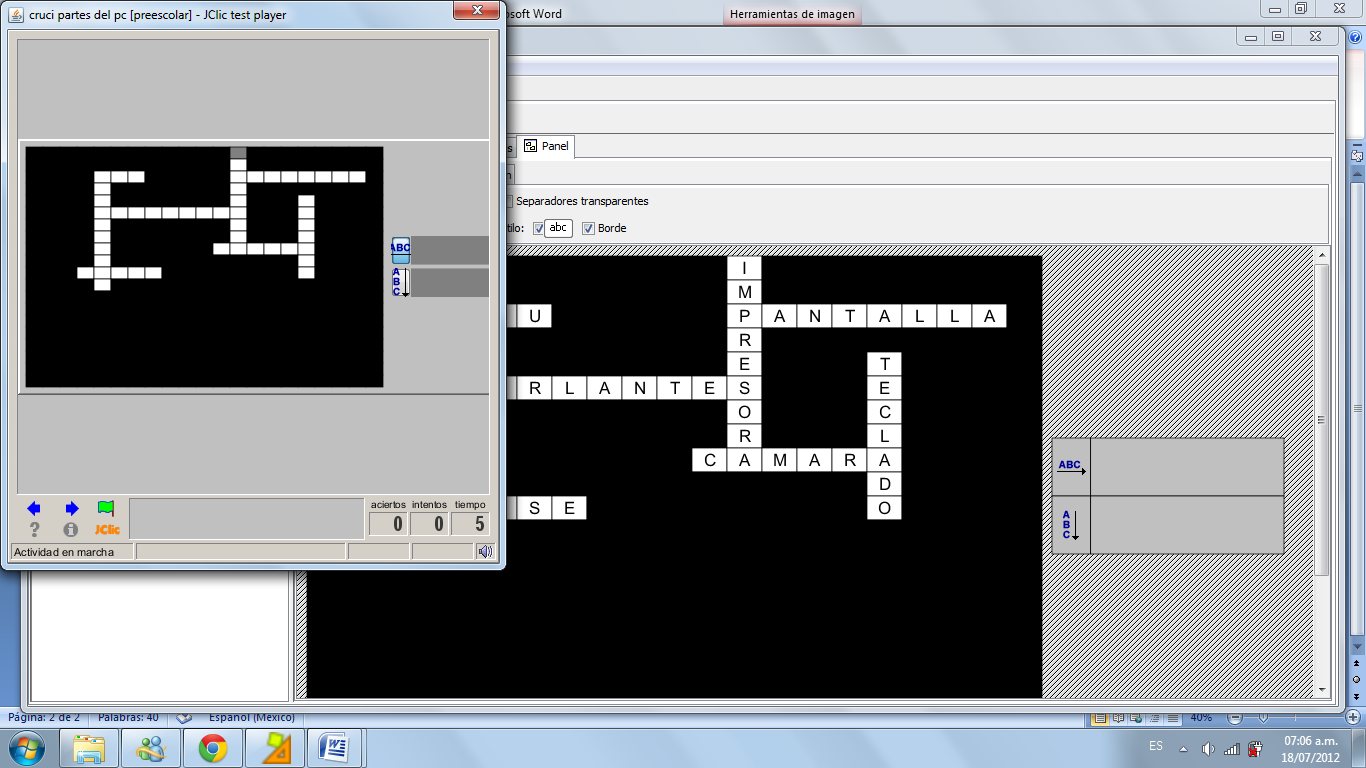 cruci partes del pc [preescolar] - JClic test player
osoft Word
Herramientas de imagen
s
Panel
n
Separadores transparentes
tilo:
abc
Borde
ABC
A
B
C
I
M
U
P A N T A L L A
R
E
T
R L A N T E S
E
O
C
R
L
C A M A R A
D
S E
O
ABC
A
B
C
aciertos intentos tiempo
0 0 5
?
i
JClic
Actividad en marcha
Página: 2 de 2
Palabras: 40
Español (México)
40%
ES
07:06 a.m.
18/07/2012